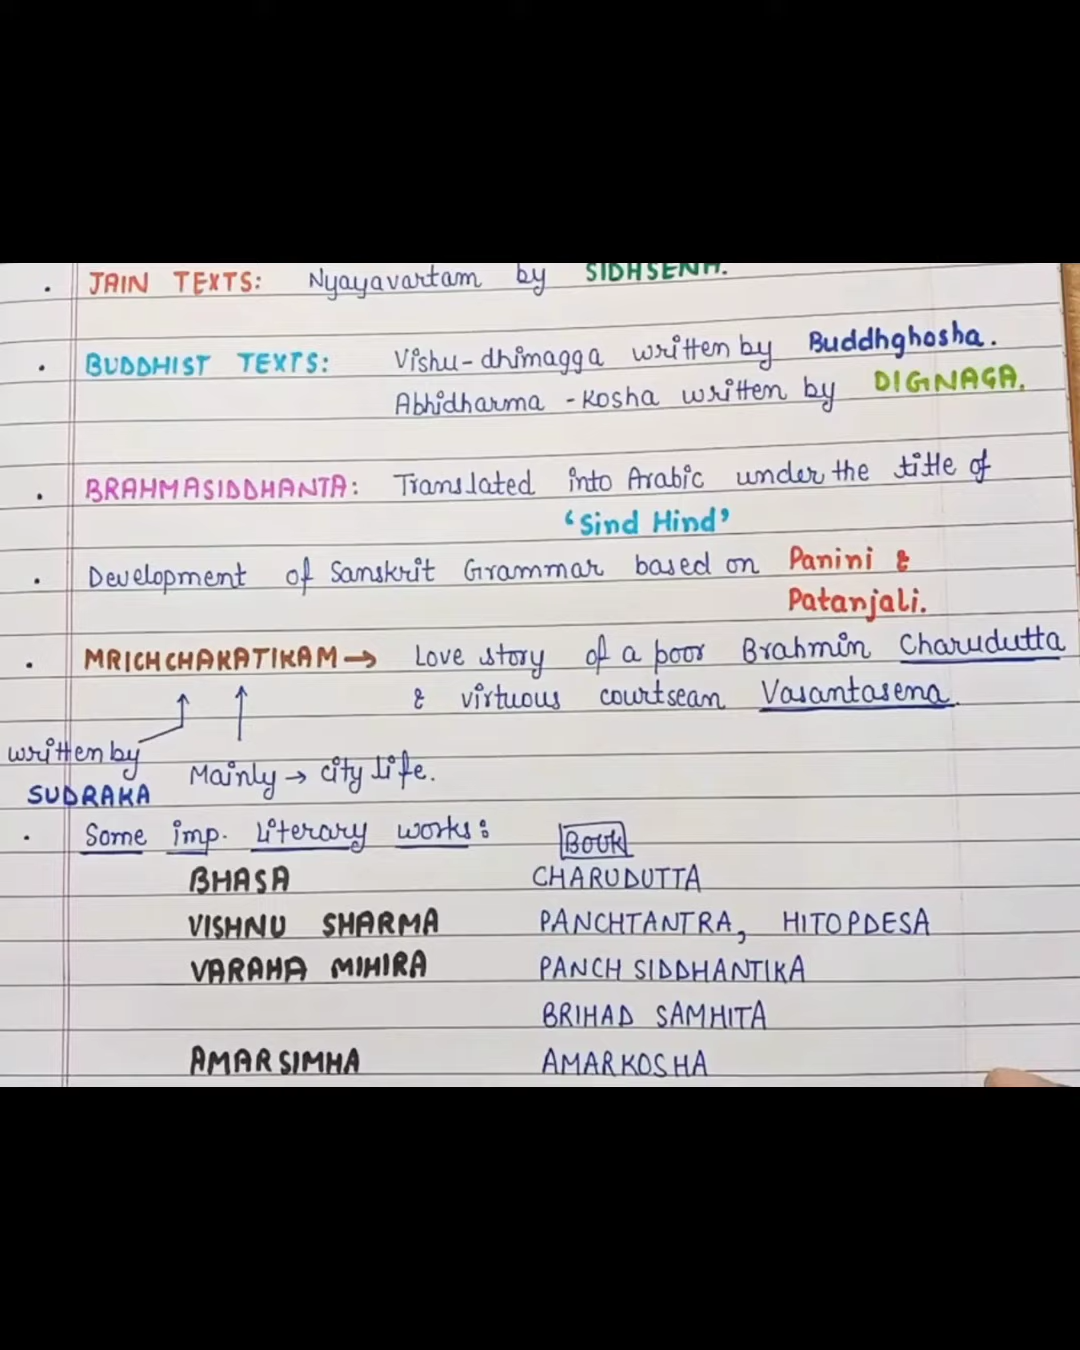 . JAIN TEXTS: Nyayavartam by SIDHSENA.
. BUDDHIST TEXTS: Vishu-dhimagga written by Buddhghosha.
Abhidharma - Kosha written by DIGNAGA.
. BRAHMASIDDHANTA: Translated into Arabic under the title of
'Sind Hind'
. Development of Sanskrit Grammar based on Panini &
Patanjali.
. MRICHCHAKATIKAM → Love story of a poor Brahmin Charudutta
& virtuous courtsean Vasantasena.
written by
Mainly → city life.
SUDRAKA
. Some imp. Literary works: Book
BHASA CHARUDUTTA
VISHNU SHARMA PANCHTANTRA, HITOPDESA
VARAHA MIHIRA PANCH SIDDHANTIKA
BRIHAD SAMHITA
AMARSIMHA AMARKOSHA